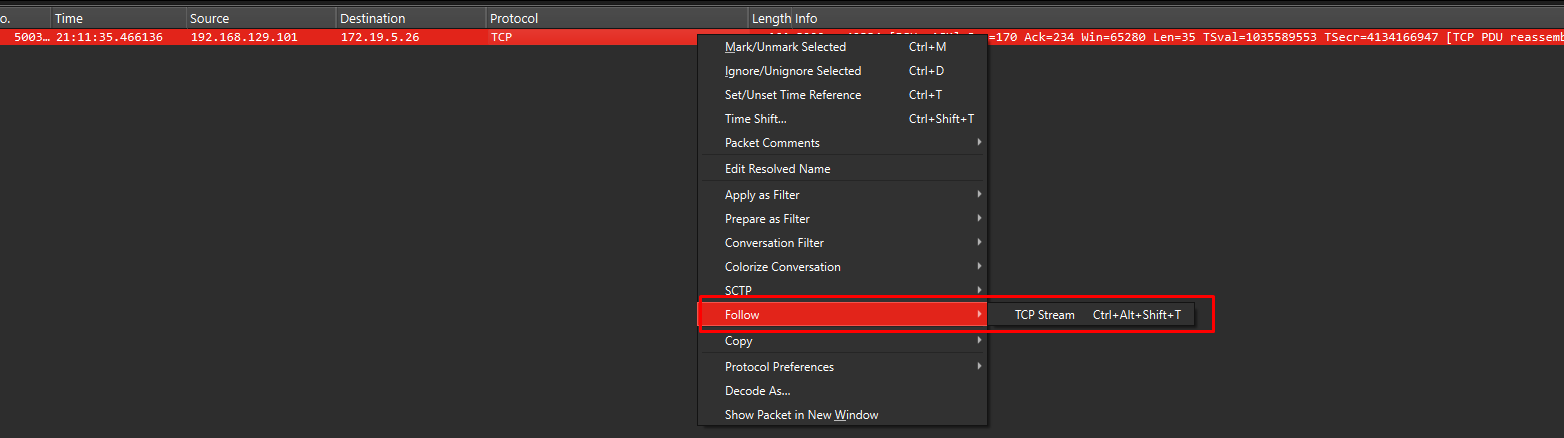 o. Time Source Destination Protocol Length Info
5003… 21:11:35.466136 192.168.129.101 172.19.5.26 TCP =170 Ack=234 Win=65280 Len=35 TSval=1035589553 TSecr=4134166947 [TCP PDU reassemb
Mark/Unmark Selected Ctrl+M
Ignore/Unignore Selected Ctrl+D
Set/Unset Time Reference Ctrl+T
Time Shift... Ctrl+Shift+T
Packet Comments
Edit Resolved Name
Apply as Filter
Prepare as Filter
Conversation Filter
Colorize Conversation
SCTP
Follow TCP Stream Ctrl+Alt+Shift+T
Copy
Protocol Preferences
Decode As...
Show Packet in New Window